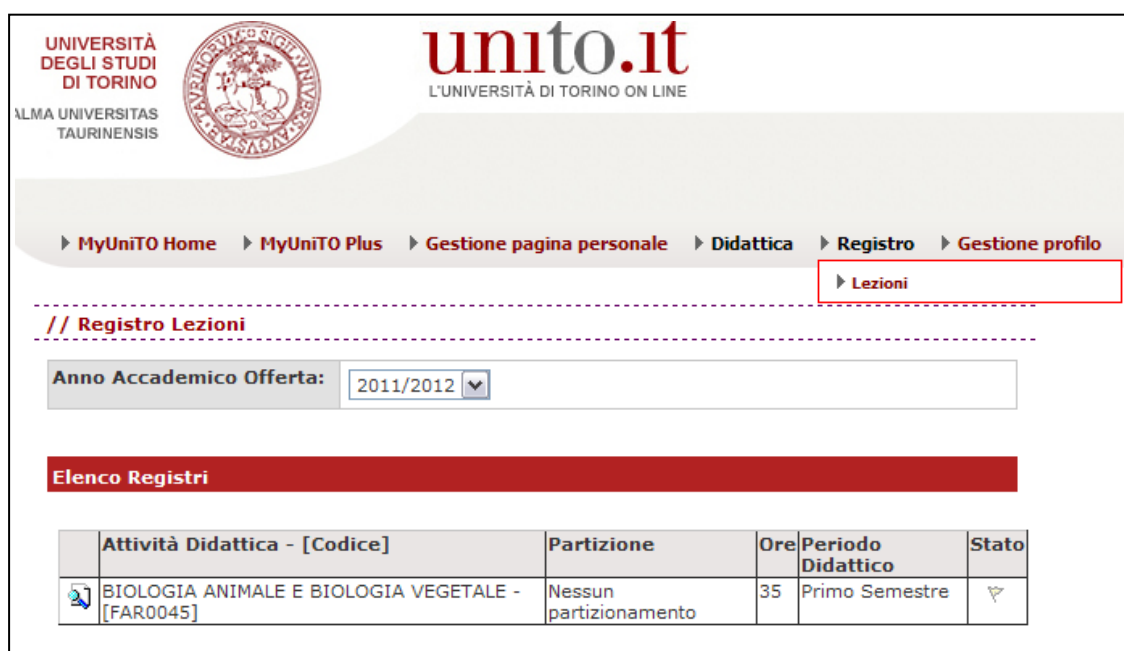 UNIVERSITÀ
DEGLI STUDI
DI TORINO
ALMA UNIVERSITAS
TAURINENSIS
unito.it
L'UNIVERSITÀ DI TORINO ON LINE
MyUniTO Home MyUniTO Plus Gestione pagina personale Didattica Registro Gestione profilo
Lezioni
// Registro Lezioni
Anno Accademico Offerta: 2011/2012
Elenco Registri
Attività Didattica - [Codice] Partizione Ore Periodo Didattico Stato
BIOLOGIA ANIMALE E BIOLOGIA VEGETALE - Nessun 35 Primo Semestre
[FAR0045] partizionamento